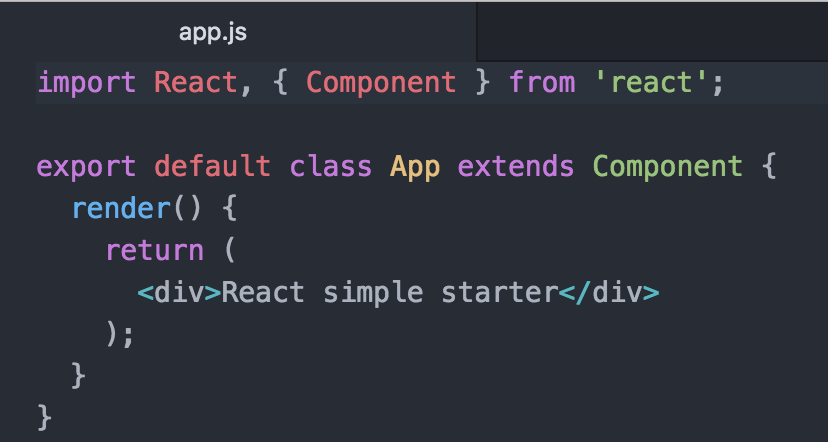 app.js
import React, { Component } from 'react';
export default class App extends Component {
  render() {
    return (
      <div>React simple starter</div>
    );
  }
}